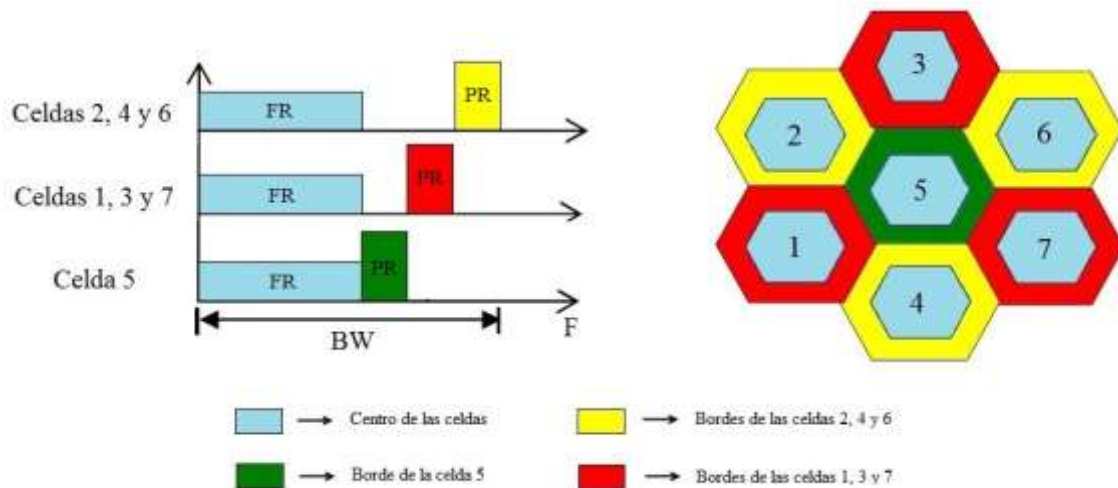 Celdas 2, 4 y 6
FR
PR
Celdas 1, 3 y 7
FR
PR
Celda 5
FR
PR
BW
F
3
2
6
5
1
7
4
Centro de las celdas
Bordes de las celdas 2, 4 y 6
Borde de la celda 5
Bordes de las celdas 1, 3 y 7